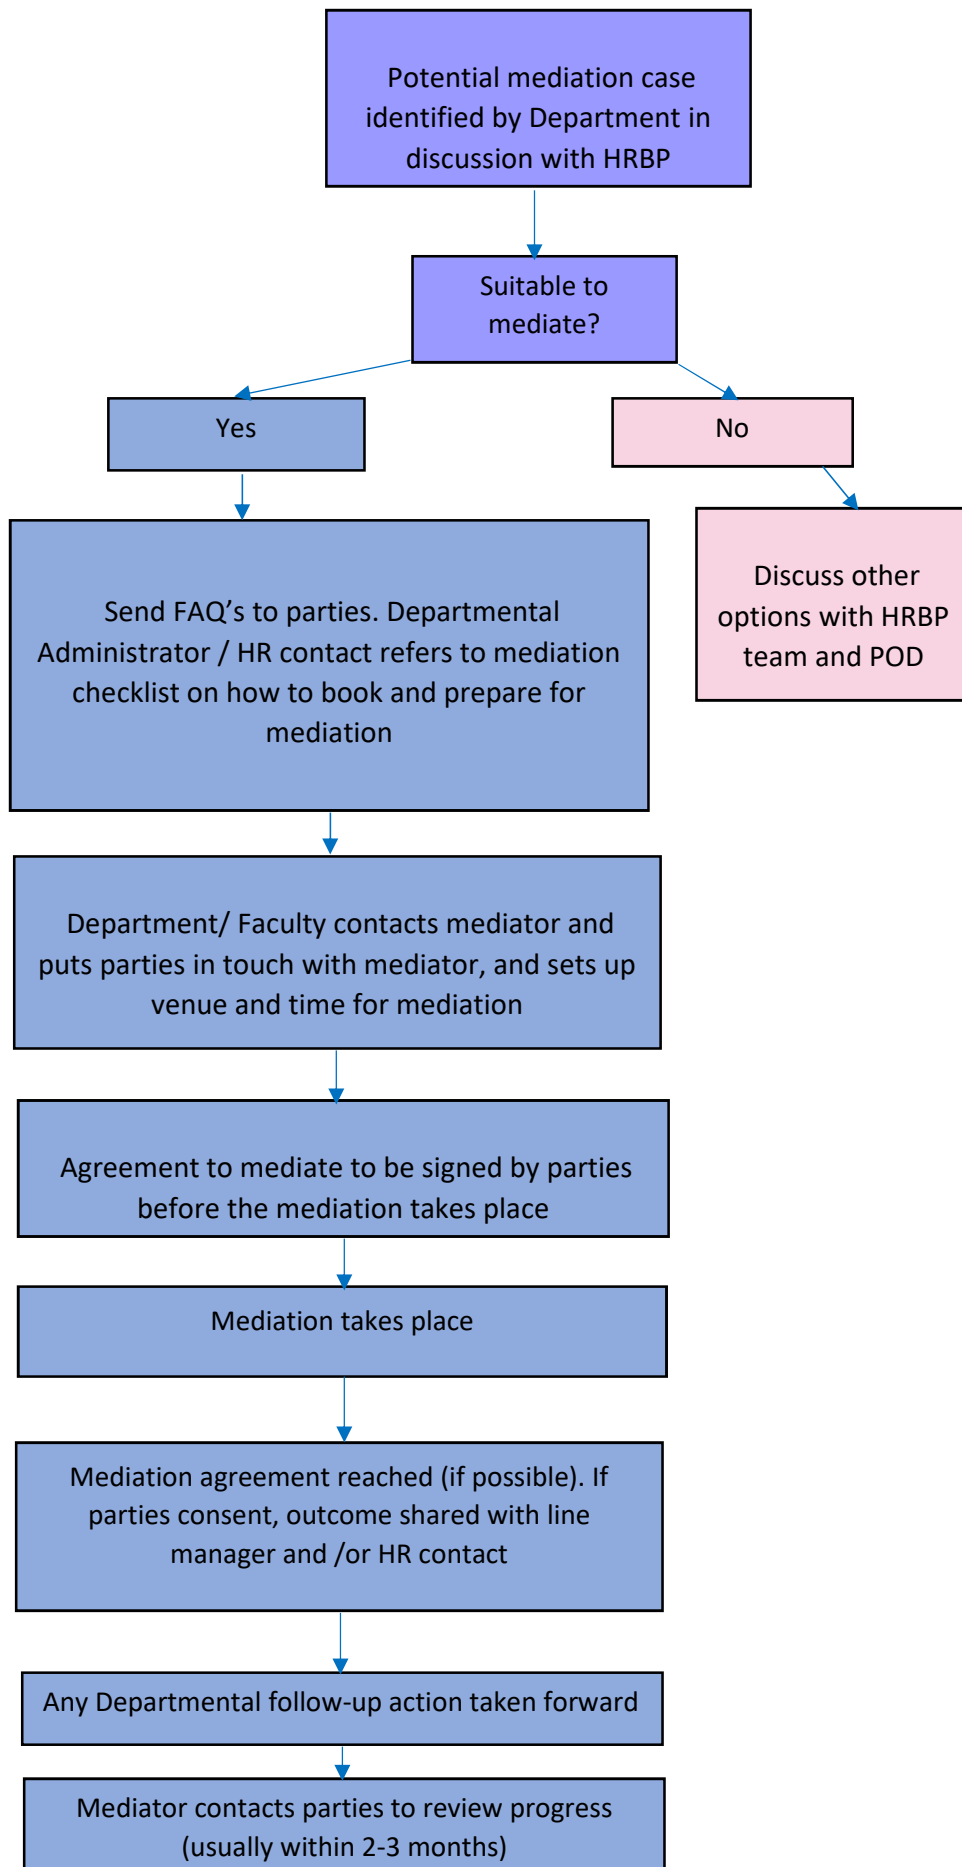 Potential mediation case
identified by Department in
discussion with HRBP
Suitable to
mediate?
Yes
No
Send FAQ's to parties. Departmental
Administrator / HR contact refers to mediation
checklist on how to book and prepare for
mediation
Discuss other
options with HRBP
team and POD
Department/ Faculty contacts mediator and
puts parties in touch with mediator, and sets up
venue and time for mediation
Agreement to mediate to be signed by parties
before the mediation takes place
Mediation takes place
Mediation agreement reached (if possible). If
parties consent, outcome shared with line
manager and /or HR contact
Any Departmental follow-up action taken forward
Mediator contacts parties to review progress
(usually within 2-3 months)